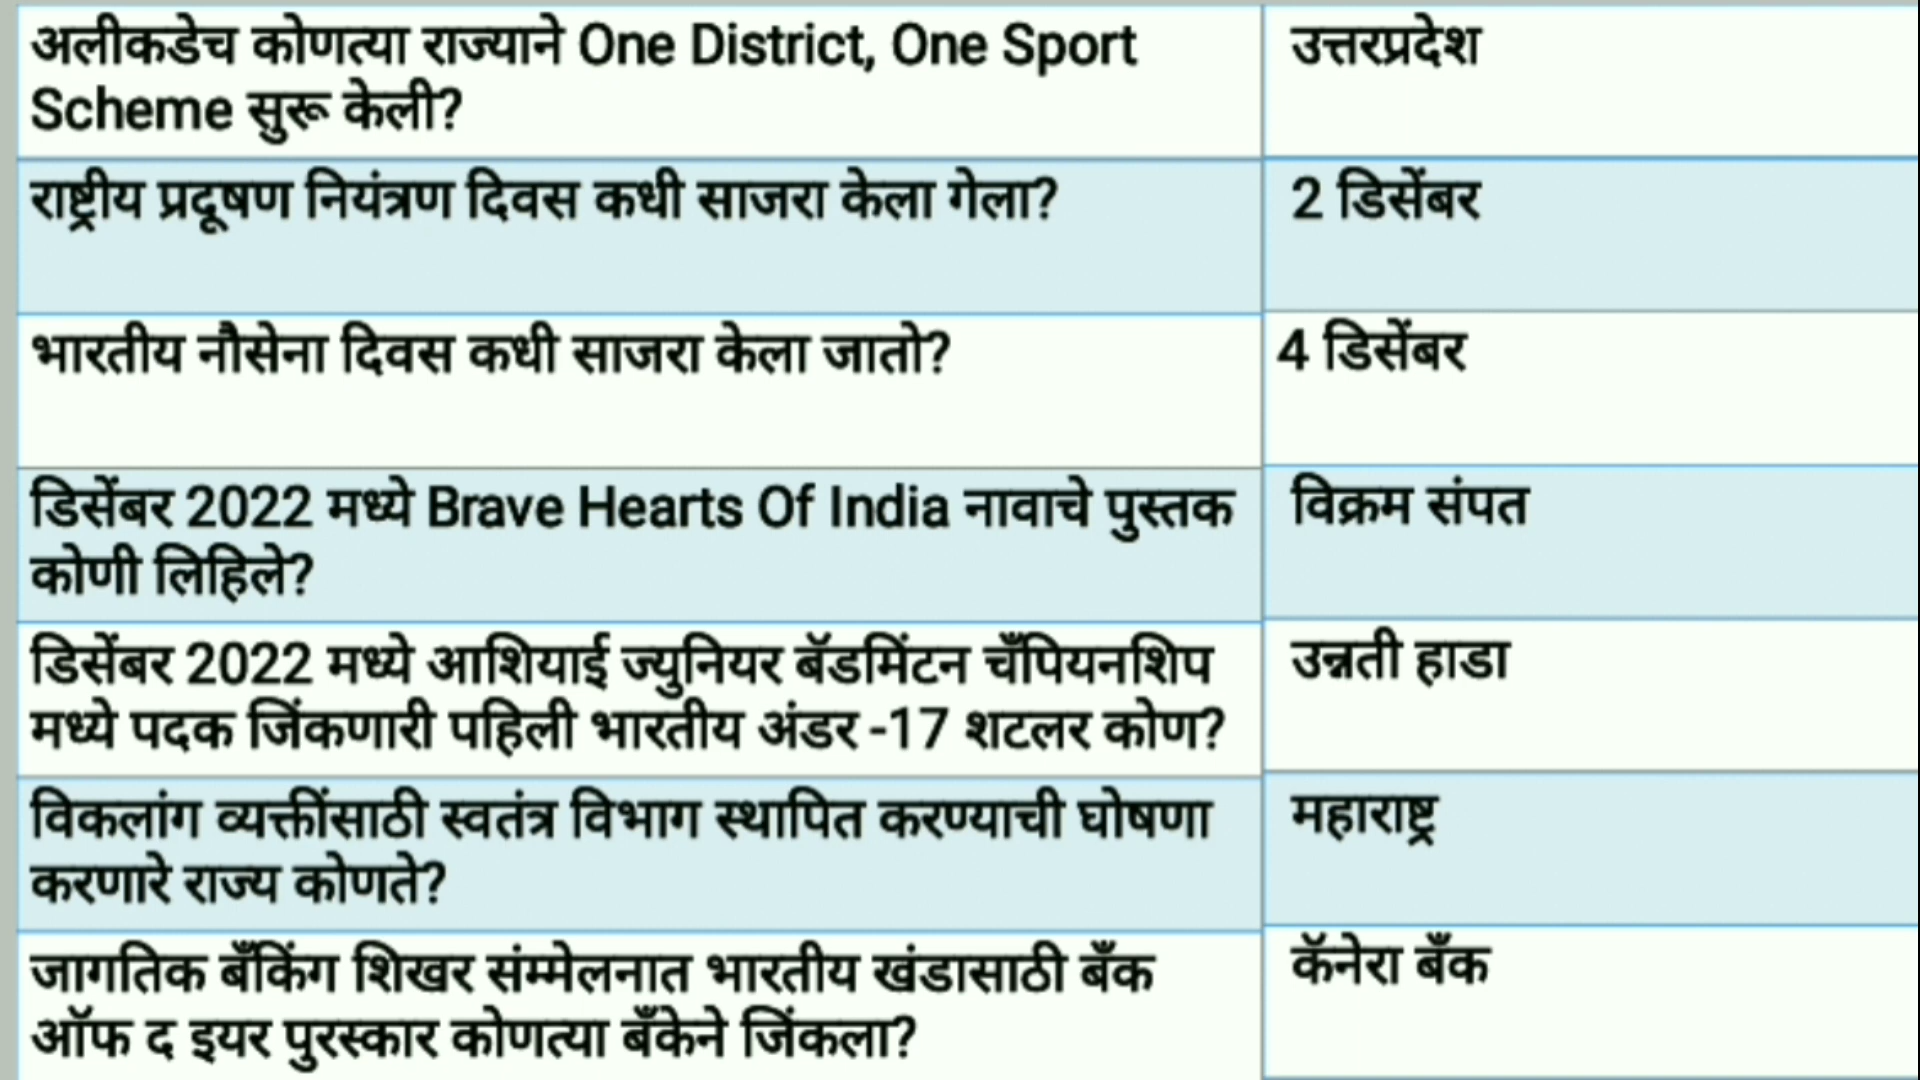 अलीकडेच कोणत्या राज्याने One District, One Sport
Scheme सुरू केली?
उत्तरप्रदेश
राष्ट्रीय प्रदूषण नियंत्रण दिवस कधी साजरा केला गेला?
2 डिसेंबर
भारतीय नौसेना दिवस कधी साजरा केला जातो?
4 डिसेंबर
डिसेंबर 2022 मध्ये Brave Hearts Of India नावाचे पुस्तक
कोणी लिहिले?
विक्रम संपत
डिसेंबर 2022 मध्ये आशियाई ज्युनियर बॅडमिंटन चॅंपियनशिप
मध्ये पदक जिंकणारी पहिली भारतीय अंडर -17 शटलर कोण?
उन्नती हाडा
विकलांग व्यक्तींसाठी स्वतंत्र विभाग स्थापित करण्याची घोषणा
करणारे राज्य कोणते?
महाराष्ट्र
जागतिक बॅंकिंग शिखर संम्मेलनात भारतीय खंडासाठी बॅंक
ऑफ द इयर पुरस्कार कोणत्या बॅंकेने जिंकला?
कॅनेरा बॅंक